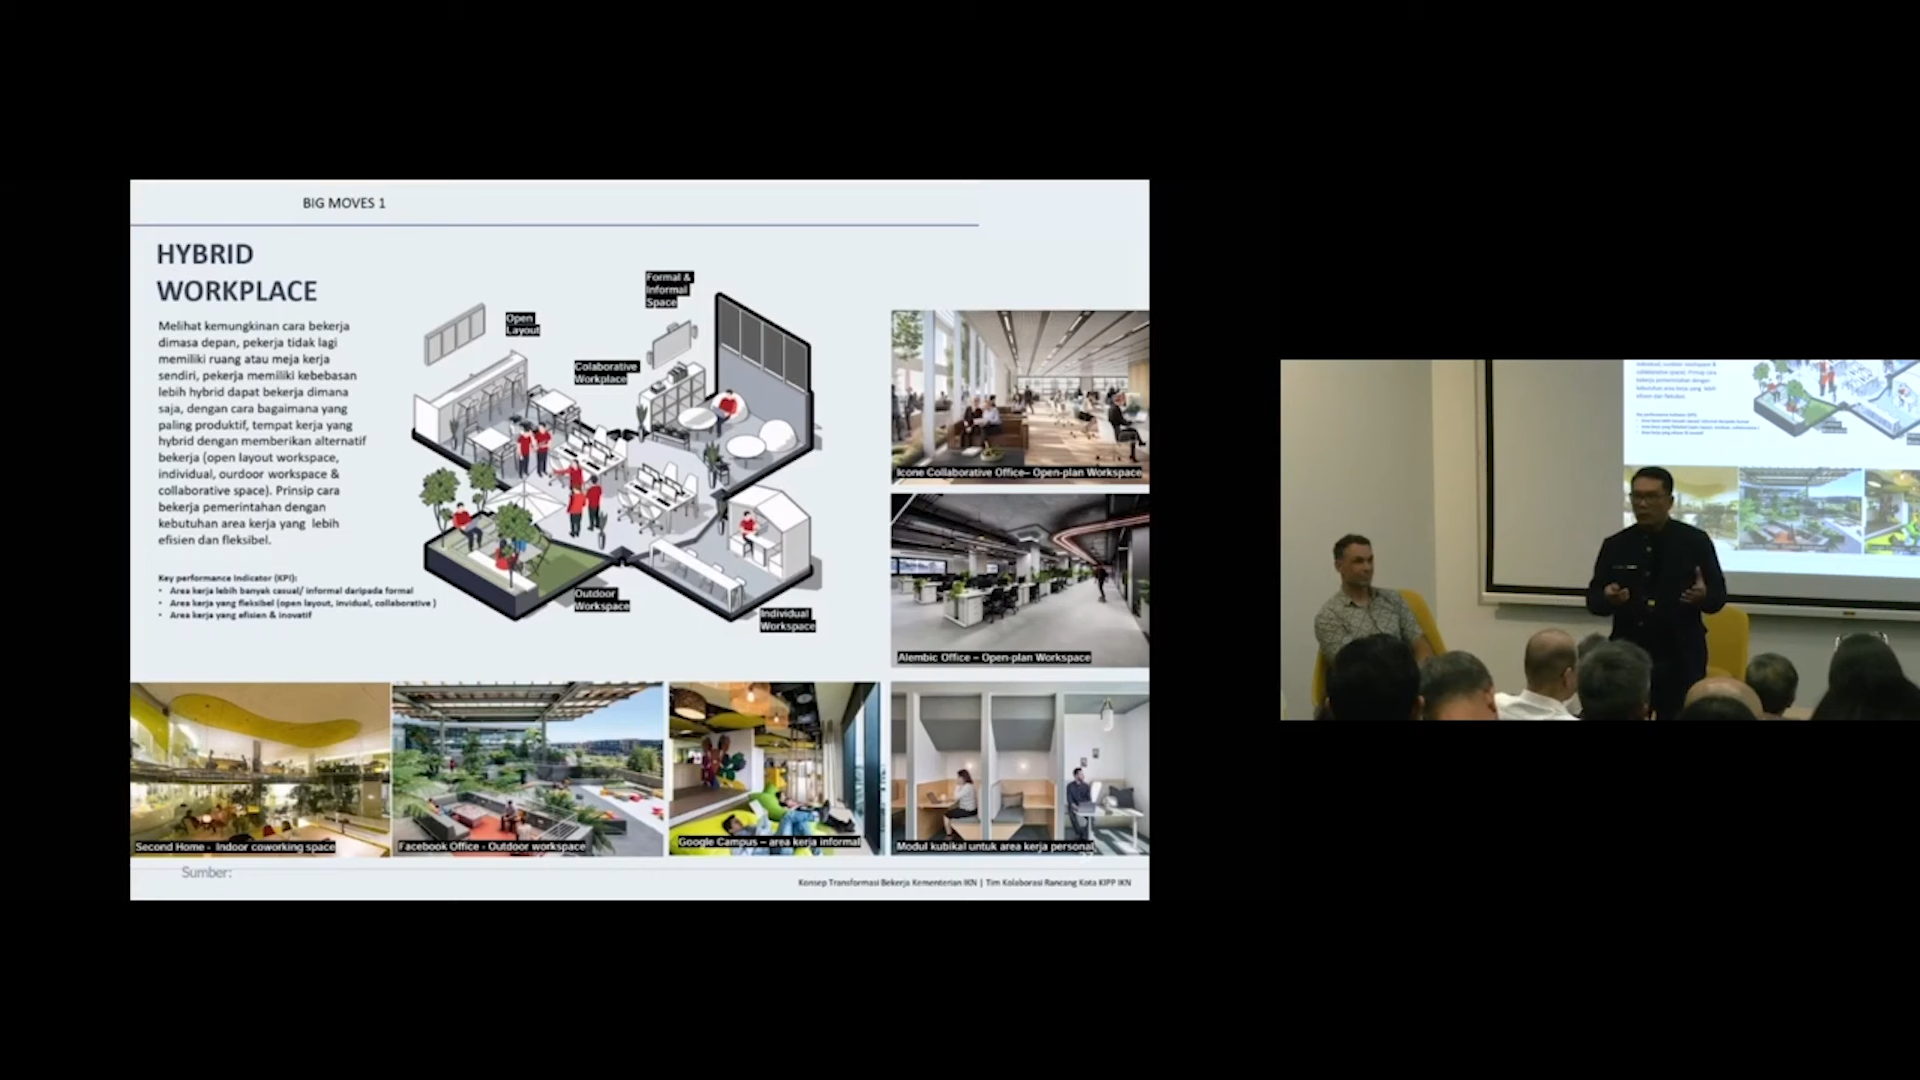 BIG MOVES 1
HYBRID
WORKPLACE
Melihat kemungkinan cara bekerja
dimasa depan, pekerja tidak lagi
memiliki ruang atau meja kerja
sendiri, pekerja memiliki kebebasan
lebih hybrid dapat bekerja dimana
saja, dengan cara bagaimana yang
paling produktif, tempat kerja yang
hybrid dengan memberikan alternatif
bekerja (open layout workspace,
individual, ourdoor workspace &
collaborative space). Prinsip cara
bekerja pemerintahan dengan
kebutuhan area kerja yang lebih
efisien dan fleksibel.
Key performance Indicator (KPI):
• Area kerja lebih banyak casual/ informal daripada formal
• Area kerja yang fleksibel (open layout, invidual, collaborative )
• Area kerja yang efisien & inovatif
Open
Layout
Formal &
Informal
Space
Colaborative
Workplace
Outdoor
Workspace
Individual
Workspace
Icone Collaborative Office– Open-plan Workspace
Alembic Office – Open-plan Workspace
Second Home - Indoor coworking space
Facebook Office - Outdoor workspace
Google Campus – area kerja informal
Modul kubikal untuk area kerja personal
Sumber:
Konsep Transformasi Bekerja Kementerian IKN | Tim Kolaborasi Rancang Kota KIPP IKN